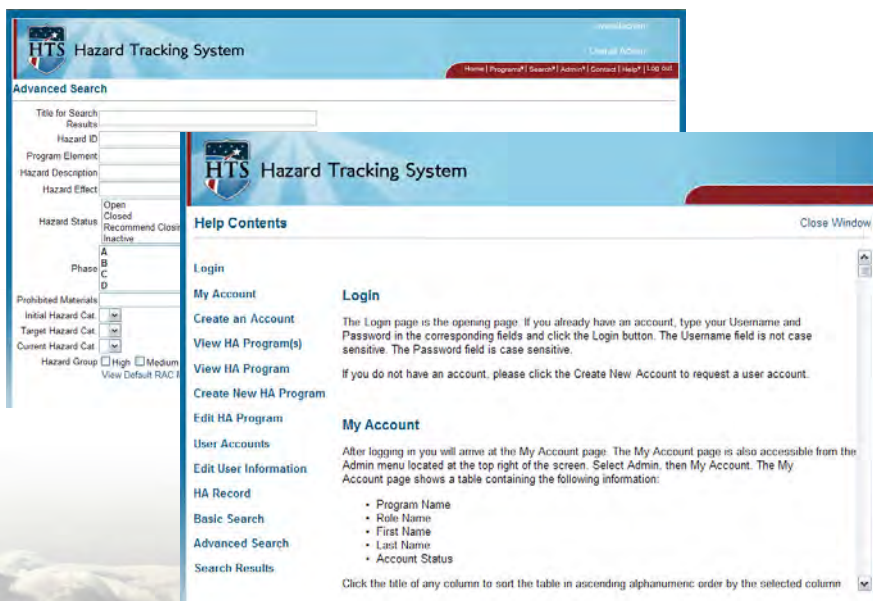 HTS Hazard Tracking System
Home | Programs* | Search* | Admin* | Contact | Help* | Log out
Advanced Search
Title for Search
Results
Hazard ID
Program Element
Hazard Description
Hazard Effect
Hazard Status
Open
Closed
Recommend Closin
Inactive
Phase
A
B
C
D
Prohibited Materials
Initial Hazard Cat
Target Hazard Cat
Current Hazard Cat
Hazard Group High Medium
View Default RAC
HTS Hazard Tracking System
Help Contents Close Window
Login
My Account
Create an Account
View HA Program(s)
View HA Program
Create New HA Program
Edit HA Program
User Accounts
Edit User Information
HA Record
Basic Search
Advanced Search
Search Results
Login
The Login page is the opening page. If you already have an account, type your Username and
Password in the corresponding fields and click the Login button. The Username field is not case
sensitive. The Password field is case sensitive.
If you do not have an account, please click the Create New Account to request a user account.
My Account
After logging in you will arrive at the My Account page. The My Account page is also accessible from the
Admin menu located at the top right of the screen. Select Admin, then My Account. The My
Account page shows a table containing the following information:
• Program Name
• Role Name
• First Name
• Last Name
• Account Status
Click the title of any column to sort the table in ascending alphanumeric order by the selected column